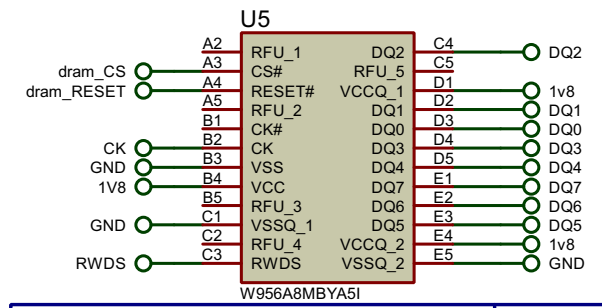 U5
A2 RFU_1 DQ2 C4 DQ2
dram_CS A3 CS# RFU_5 C5
dram_RESET A4 RESET# VCCQ_1 D1 1v8
A5 RFU_2 DQ1 D2 DQ1
B1 CK# DQ0 D3 DQ0
CK B2 CK DQ3 D4 DQ3
GND B3 VSS DQ4 D5 DQ4
1V8 B4 VCC DQ7 E1 DQ7
B5 RFU_3 DQ6 E2 DQ6
GND C1 VSSQ_1 DQ5 E3 DQ5
C2 RFU_4 VCCQ_2 E4 1v8
RWDS C3 RWDS VSSQ_2 E5 GND
W956A8MBYA5I